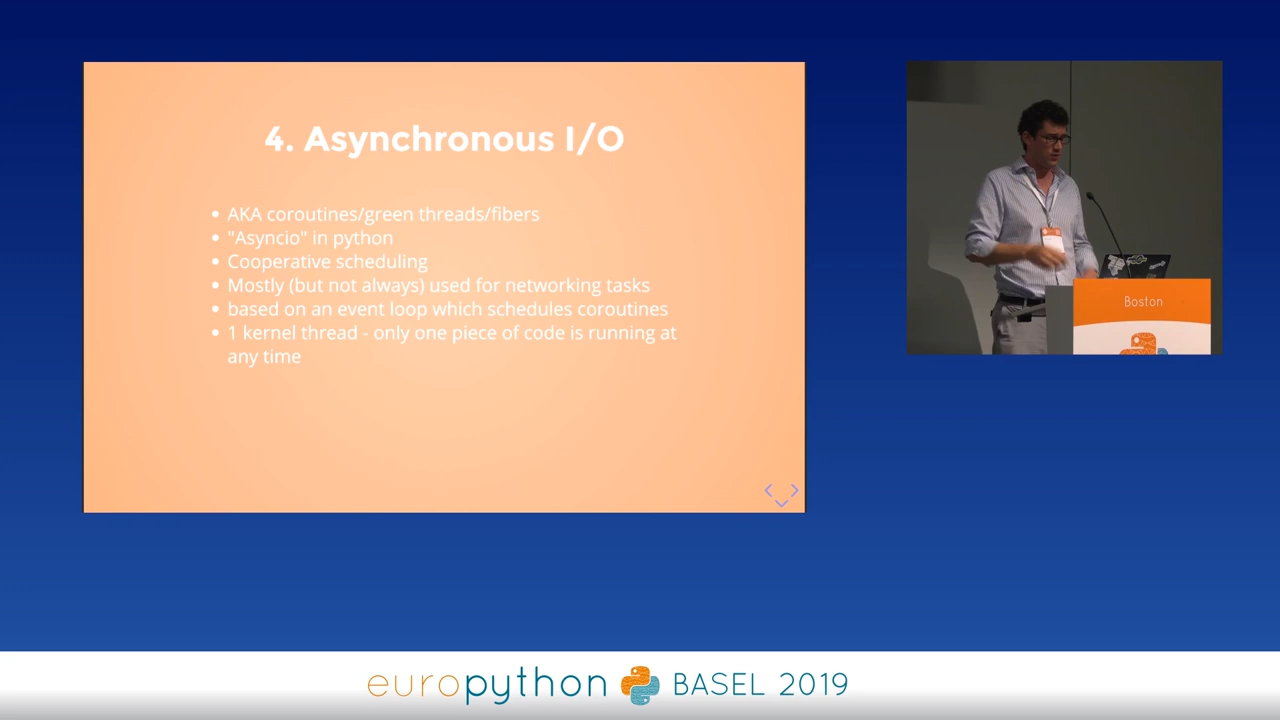 4. Asynchronous I/O
AKA coroutines/green threads/fibers
"Asyncio" in python
Cooperative scheduling
Mostly (but not always) used for networking tasks
based on an event loop which schedules coroutines
1 kernel thread - only one piece of code is running at
any time
Boston
europython BASEL 2019